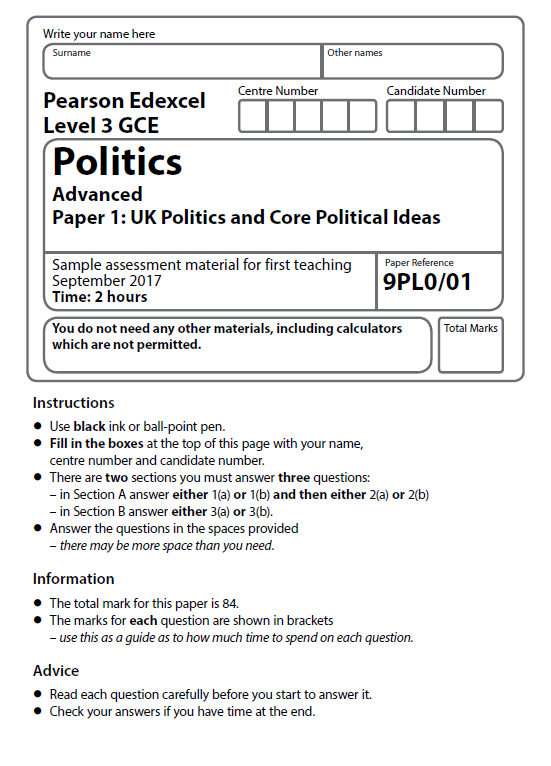 Write your name here
Surname
Other names
Centre Number
Candidate Number
Pearson Edexcel
Level 3 GCE
Politics
Advanced
Paper 1: UK Politics and Core Political Ideas
Sample assessment material for first teaching
September 2017
Time: 2 hours
Paper Reference
9PL0/01
You do not need any other materials, including calculators
which are not permitted.
Total Marks
Instructions
● Use black ink or ball-point pen.
● Fill in the boxes at the top of this page with your name,
centre number and candidate number.
● There are two sections you must answer three questions:
– in Section A answer either 1(a) or 1(b) and then either 2(a) or 2(b)
– in Section B answer either 3(a) or 3(b).
● Answer the questions in the spaces provided
– there may be more space than you need.
Information
● The total mark for this paper is 84.
● The marks for each question are shown in brackets
– use this as a guide as to how much time to spend on each question.
Advice
● Read each question carefully before you start to answer it.
● Check your answers if you have time at the end.